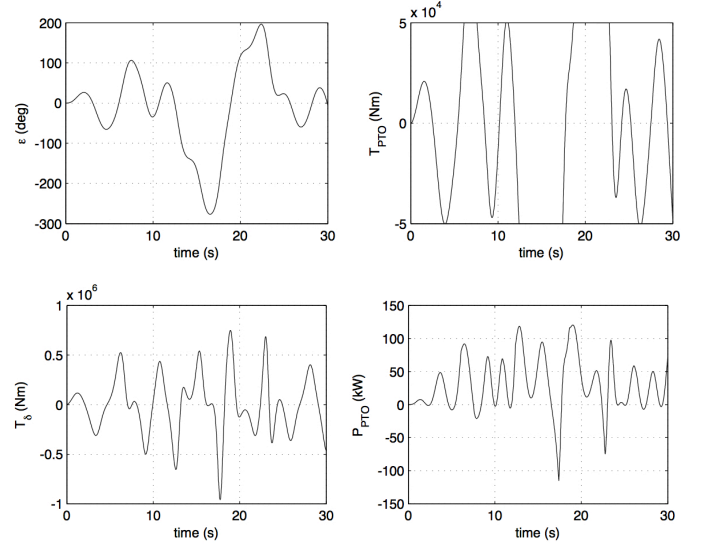 200
100
0
-100
-200
-300
ε (deg)
0 10 20 30
time (s)
x 10^4
5
0
-5
T_PTO (Nm)
0 10 20 30
time (s)
x 10^6
1
0.5
0
-0.5
-1
T_δ (Nm)
0 10 20 30
time (s)
150
100
50
0
-50
-100
-150
P_PTO (kW)
0 10 20 30
time (s)